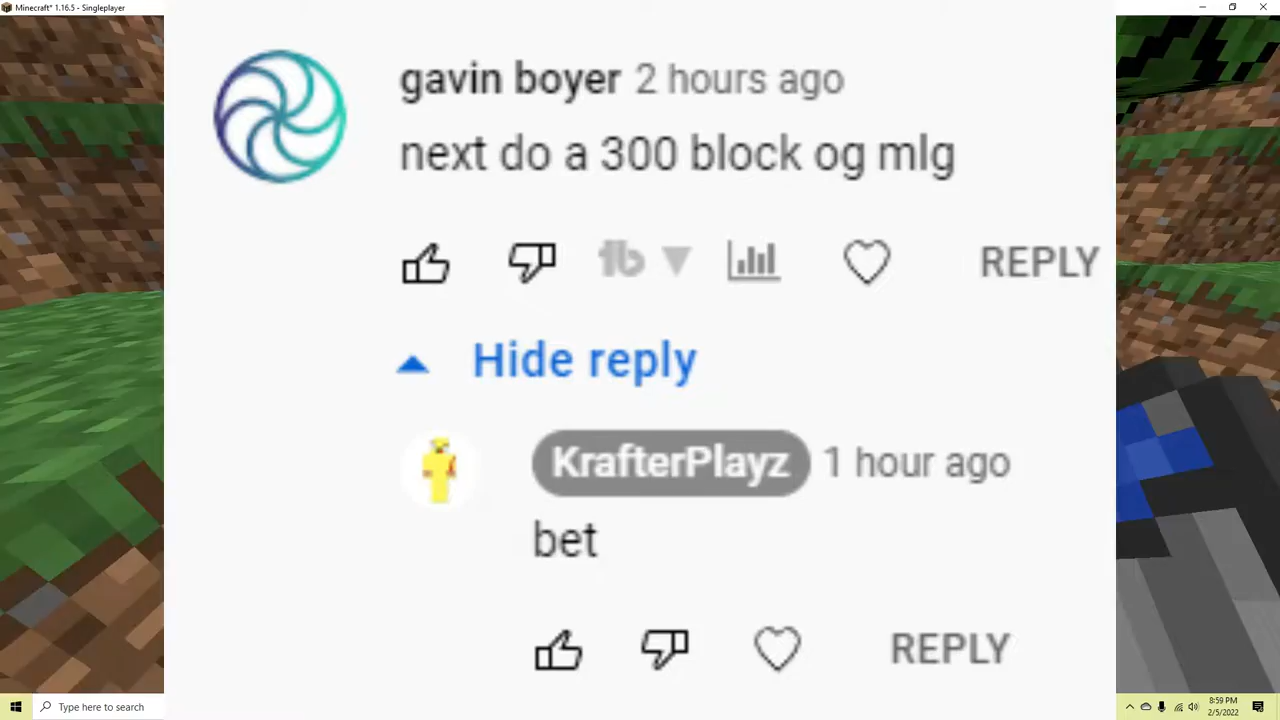 Minecraft* 1.16.5 - Singleplayer
gavin boyer 2 hours ago
next do a 300 block og mlg
REPLY
Hide reply
KrafterPlayz 1 hour ago
bet
REPLY
Type here to search
8:59 PM
2/5/2022